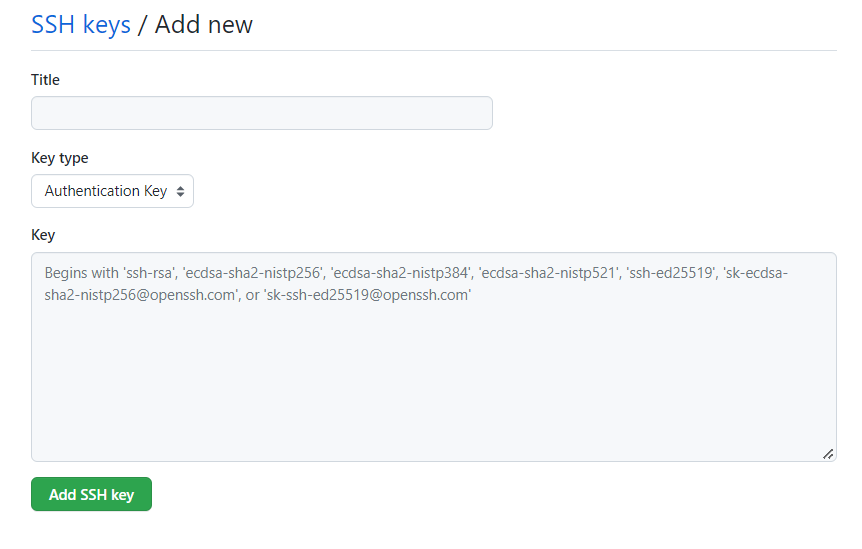 SSH keys / Add new
Title
Key type
Authentication Key
Key
Begins with 'ssh-rsa', 'ecdsa-sha2-nistp256', 'ecdsa-sha2-nistp384', 'ecdsa-sha2-nistp521', 'ssh-ed25519', 'sk-ecdsa-
sha2-nistp256@openssh.com', or 'sk-ssh-ed25519@openssh.com'
Add SSH key